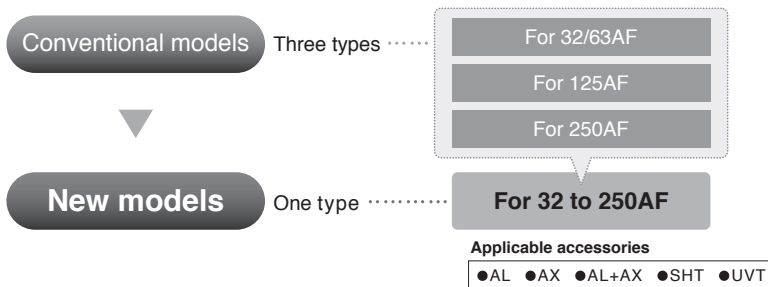 Conventional models Three types ······ For 32/63AF
For 125AF
For 250AF
New models One type ·········· For 32 to 250AF
Applicable accessories
●AL ●AX ●AL+AX ●SHT ●UVT